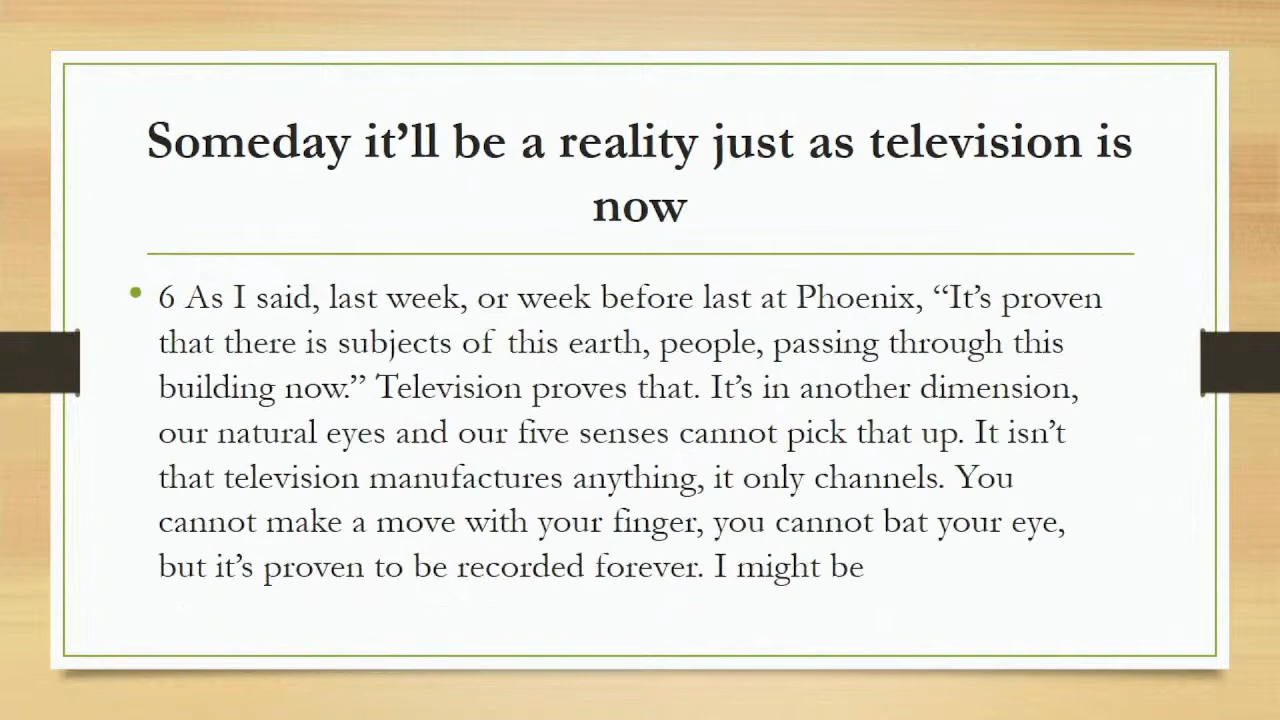 Someday it’ll be a reality just as television is
now
• 6 As I said, last week, or week before last at Phoenix, “It’s proven
that there is subjects of this earth, people, passing through this
building now.” Television proves that. It’s in another dimension,
our natural eyes and our five senses cannot pick that up. It isn’t
that television manufactures anything, it only channels. You
cannot make a move with your finger, you cannot bat your eye,
but it’s proven to be recorded forever. I might be